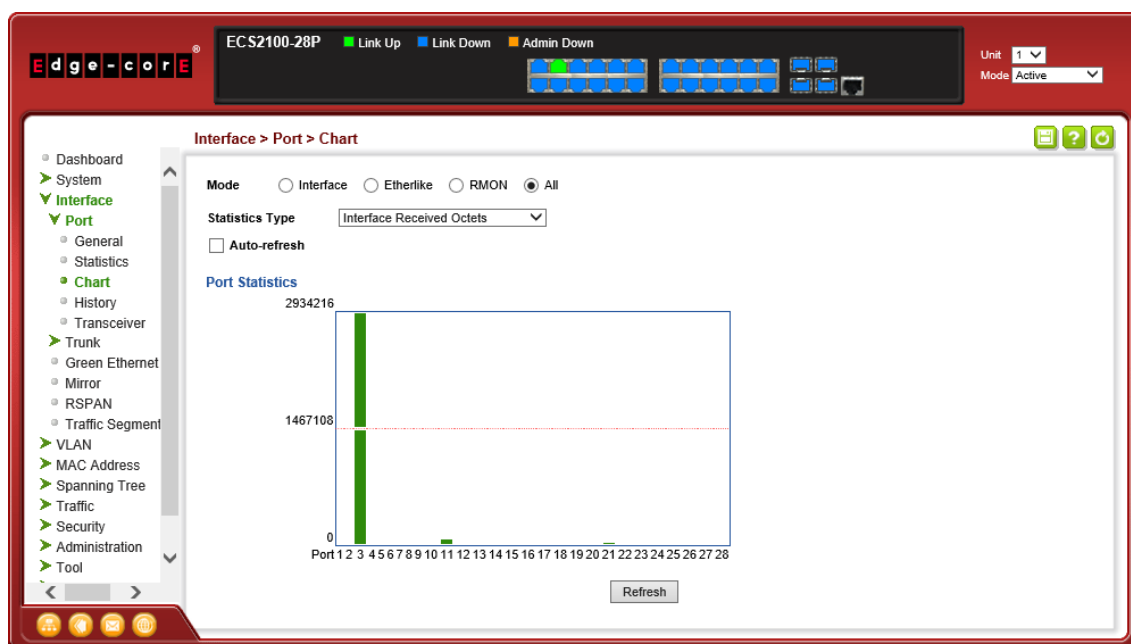 Edge-corE®
ECS2100-28P Link Up Link Down Admin Down
Unit 1
Mode Active
Interface > Port > Chart
Dashboard
System
Interface
Port
General
Statistics
Chart
History
Transceiver
Trunk
Green Ethernet
Mirror
RSPAN
Traffic Segment
VLAN
MAC Address
Spanning Tree
Traffic
Security
Administration
Tool
Mode Interface Etherlike RMON All
Statistics Type Interface Received Octets
Auto-refresh
Port Statistics
2934216
1467108
0
Port 1 2 3 4 5 6 7 8 9 10 11 12 13 14 15 16 17 18 19 20 21 22 23 24 25 26 27 28
Refresh